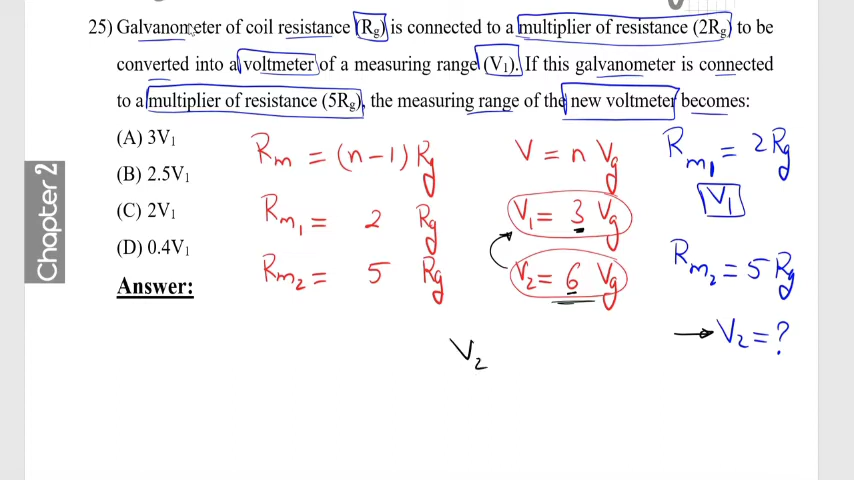 25) Galvanometer of coil resistance (Rg) is connected to a multiplier of resistance (2Rg) to be
converted into a voltmeter of a measuring range (V₁). If this galvanometer is connected
to a multiplier of resistance (5Rg), the measuring range of the new voltmeter becomes:
(A) 3V₁
(B) 2.5V₁
(C) 2V₁
(D) 0.4V₁
Answer:
Chapter 2
Rm = (n-1) Rg
Rm₁ = 2 Rg
Rm₂ = 5 Rg
V = n Vg
V₁ = 3 Vg
V₂ = 6 Vg
V₂
Rm₁ = 2Rg
V₁
Rm₂ = 5Rg
→ V₂ = ?